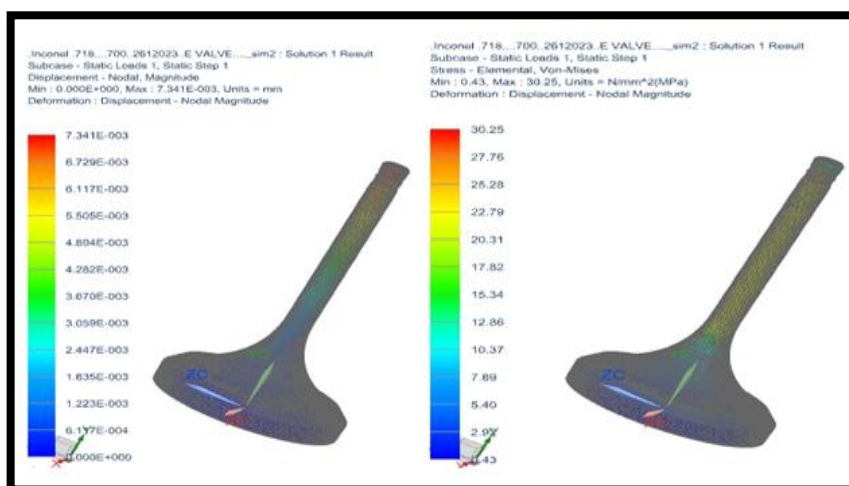 .Inconel .718....700..2612023..E VALVE...._sim2 : Solution 1 Result
Subcase - Static Loads 1, Static Step 1
Displacement - Nodal, Magnitude
Min : 0.000E+000, Max : 7.341E-003, Units = mm
Deformation : Displacement - Nodal Magnitude
7.341E-003
6.729E-003
6.117E-003
5.505E-003
4.894E-003
4.282E-003
3.670E-003
3.059E-003
2.447E-003
1.835E-003
1.223E-003
6.117E-004
0.000E+000
ZC
Y
X
.Inconel .718....700..2612023..E VALVE...._sim2 : Solution 1 Result
Subcase - Static Loads 1, Static Step 1
Stress - Elemental, Von-Mises
Min : 0.43, Max : 30.25, Units = N/mm^2(MPa)
Deformation : Displacement - Nodal Magnitude
30.25
27.76
25.28
22.79
20.31
17.82
15.34
12.86
10.37
7.89
5.40
2.92
0.43
ZC
Y
X